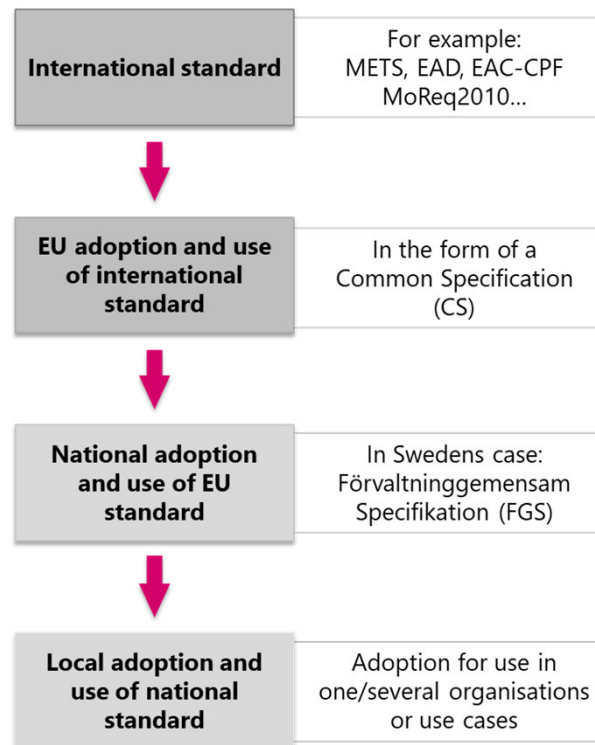 International standard
For example:
METS, EAD, EAC-CPF
MoReq2010...
EU adoption and use
of international
standard
In the form of a
Common Specification
(CS)
National adoption
and use of EU
standard
In Swedens case:
Förvaltninggemensam
Specifikation (FGS)
Local adoption and
use of national
standard
Adoption for use in
one/several organisations
or use cases